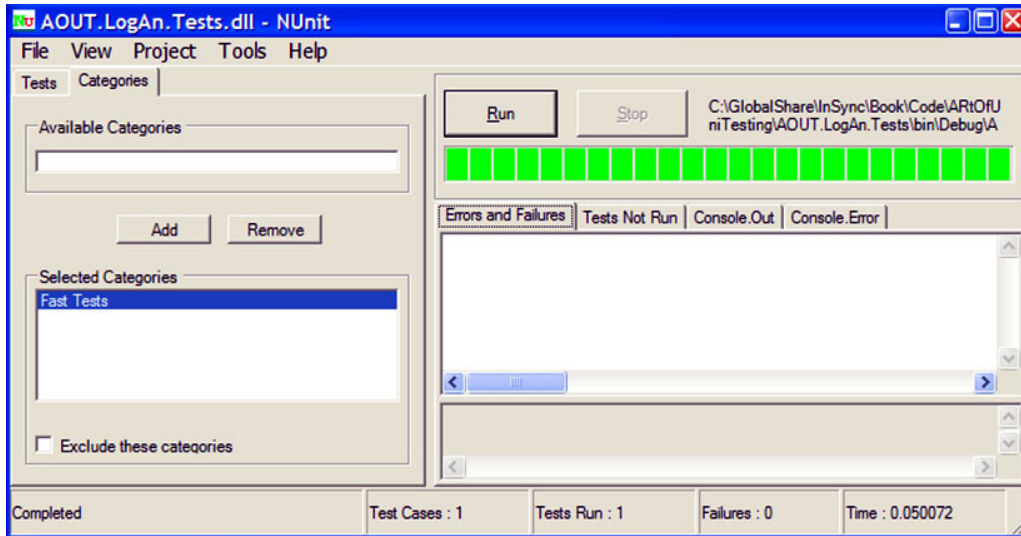 NU AOUT.LogAn.Tests.dll - NUnit
File View Project Tools Help
Tests Categories
Available Categories
Add Remove
Selected Categories
Fast Tests
Exclude these categories
Run Stop
C:\GlobalShare\InSync\Book\Code\ARtOfU
niTesting\AOUT.LogAn.Tests\bin\Debug\A
Errors and Failures Tests Not Run Console.Out Console.Error
Completed Test Cases : 1 Tests Run : 1 Failures : 0 Time : 0.050072